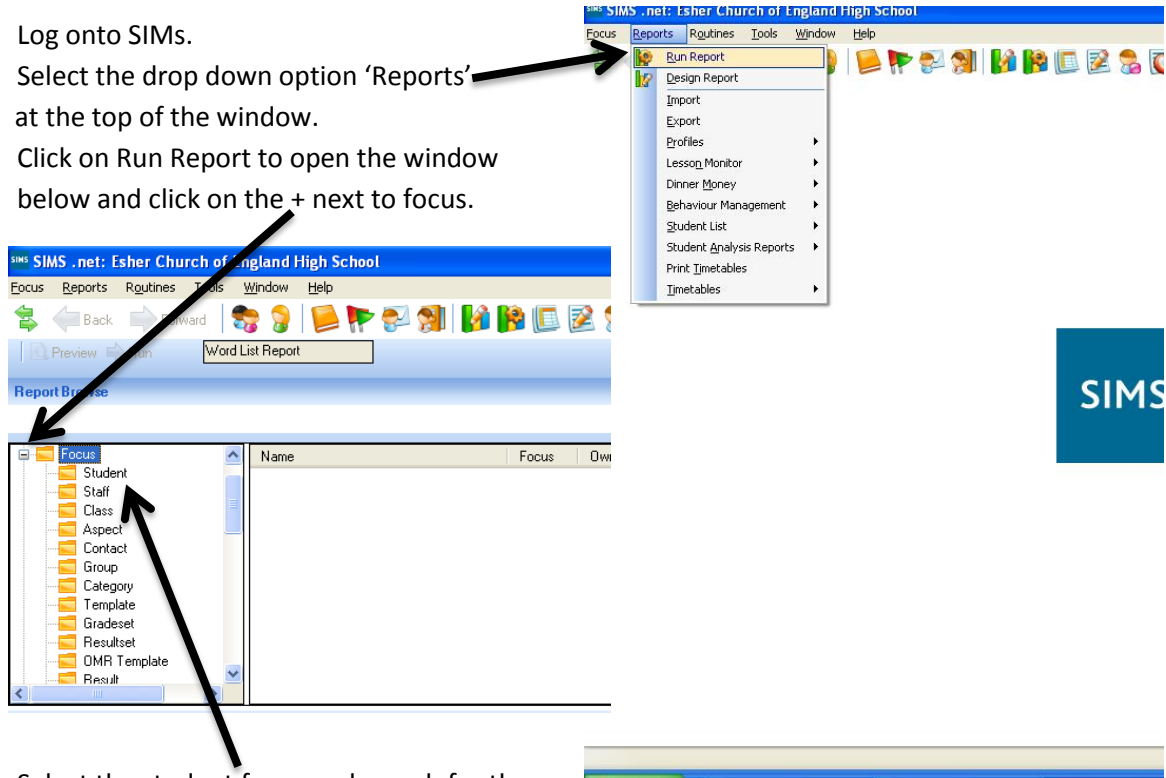 Log onto SIMs.
Select the drop down option ‘Reports’
at the top of the window.
Click on Run Report to open the window
below and click on the + next to focus.
SIMS .net: Esher Church of England High School
Focus Reports Routines Tools Window Help
Run Report
Design Report
Import
Export
Profiles
Lesson Monitor
Dinner Money
Behaviour Management
Student List
Student Analysis Reports
Print Timetables
Timetables
SIMS
SIMS .net: Esher Church of England High School
Focus Reports Routines Tools Window Help
Back Forward
Preview Run Word List Report
Report Browse
Focus
Student
Staff
Class
Aspect
Contact
Group
Category
Template
Gradeset
Resultset
OMR Template
Result
Name Focus